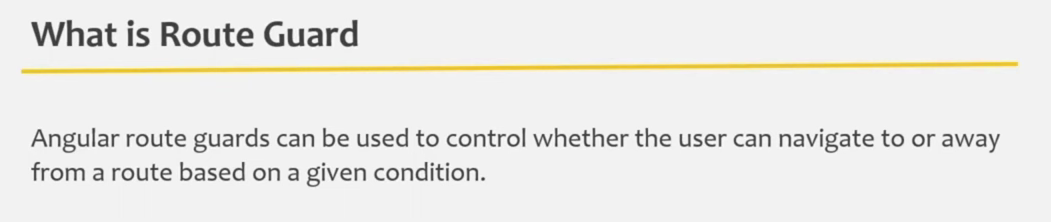 What is Route Guard
Angular route guards can be used to control whether the user can navigate to or away
from a route based on a given condition.